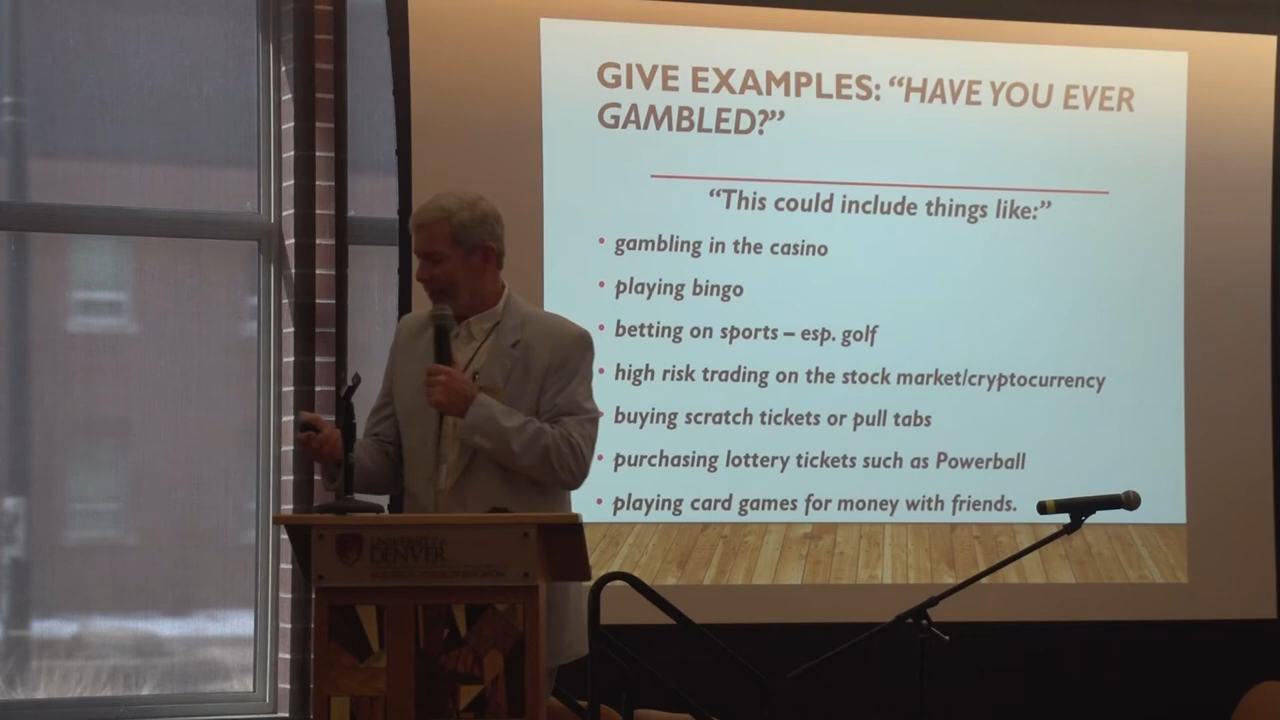 GIVE EXAMPLES: “HAVE YOU EVER
GAMBLED?”
“This could include things like:”
• gambling in the casino
• playing bingo
• betting on sports – esp. golf
• high risk trading on the stock market/cryptocurrency
• buying scratch tickets or pull tabs
• purchasing lottery tickets such as Powerball
• playing card games for money with friends.
UNIVERSITY of
DENVER